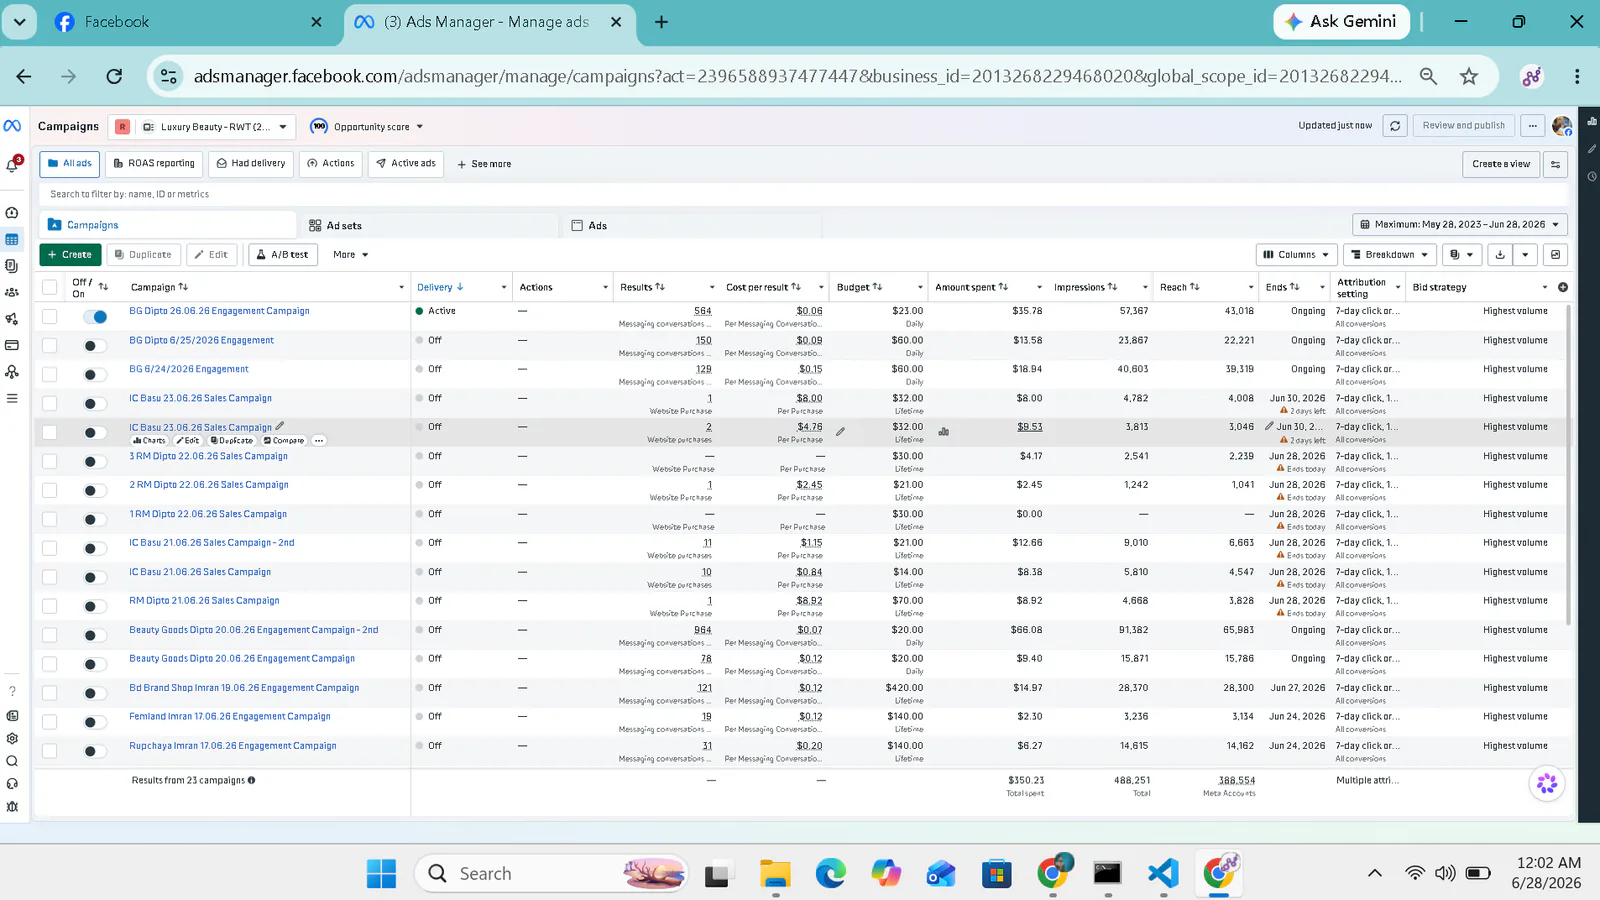 Facebook
(3) Ads Manager - Manage ads
Ask Gemini
adsmanager.facebook.com/adsmanager/manage/campaigns?act=2396588937477447&business_id=2013268229468020&global_scope_id=20132682294...
Campaigns
R
Luxury Beauty - RWT (2...
100
Opportunity score
Updated just now
Review and publish
3
All ads
ROAS reporting
Had delivery
Actions
Active ads
+ See more
Create a view
Search to filter by: name, ID or metrics
Campaigns
Ad sets
Ads
Maximum: May 28, 2023 – Jun 28, 2026
+ Create
Duplicate
Edit
A/B test
More
Columns
Breakdown
Off / On
Campaign
Delivery
Actions
Results
Cost per result
Budget
Amount spent
Impressions
Reach
Ends
Attribution setting
Bid strategy
BG Dipto 26.06.26 Engagement Campaign Active — 564 $0.06 $23.00 $35.78 57,367 43,018 Ongoing 7-day click or... Highest volume
Messaging conversations ... Per Messaging Conversatio... Daily All conversions
BG Dipto 6/25/2026 Engagement Off — 150 $0.09 $60.00 $13.58 23,867 22,221 Ongoing 7-day click or... Highest volume
Messaging conversations ... Per Messaging Conversatio... Daily All conversions
BG 6/24/2026 Engagement Off — 129 $0.15 $60.00 $18.94 40,603 39,319 Ongoing 7-day click or... Highest volume
Messaging conversations ... Per Messaging Conversatio... Daily All conversions
IC Basu 23.06.26 Sales Campaign Off — 1 $8.00 $32.00 $8.00 4,782 4,008 Jun 30, 2026 7-day click, 1... Highest volume
Website Purchase Per Purchase Lifetime 2 days left All conversions
IC Basu 23.06.26 Sales Campaign Off — 2 $4.76 $32.00 $9.53 3,813 3,046 Jun 30, 2... 7-day click, 1... Highest volume
Charts Edit Duplicate Compare ... Website purchases Per Purchase Lifetime 2 days left All conversions
3 RM Dipto 22.06.26 Sales Campaign Off — — — $30.00 $4.17 2,541 2,239 Jun 28, 2026 7-day click, 1... Highest volume
Website Purchase Per Purchase Lifetime Ends today All conversions
2 RM Dipto 22.06.26 Sales Campaign Off — 1 $2.45 $21.00 $2.45 1,242 1,041 Jun 28, 2026 7-day click, 1... Highest volume
Website Purchase Per Purchase Lifetime Ends today All conversions
1 RM Dipto 22.06.26 Sales Campaign Off — — — $30.00 $0.00 — — Jun 28, 2026 7-day click, 1... Highest volume
Website Purchase Per Purchase Lifetime Ends today All conversions
IC Basu 21.06.26 Sales Campaign - 2nd Off — 11 $1.15 $21.00 $12.66 9,010 6,663 Jun 28, 2026 7-day click, 1... Highest volume
Website purchases Per Purchase Lifetime Ends today All conversions
IC Basu 21.06.26 Sales Campaign Off — 10 $0.84 $14.00 $8.38 5,810 4,547 Jun 28, 2026 7-day click, 1... Highest volume
Website purchases Per Purchase Lifetime Ends today All conversions
RM Dipto 21.06.26 Sales Campaign Off — 1 $8.92 $70.00 $8.92 4,668 3,828 Jun 28, 2026 7-day click, 1... Highest volume
Website Purchase Per Purchase Lifetime Ends today All conversions
Beauty Goods Dipto 20.06.26 Engagement Campaign - 2nd Off — 964 $0.07 $20.00 $66.08 91,382 65,983 Ongoing 7-day click or... Highest volume
Messaging conversations ... Per Messaging Conversatio... Daily All conversions
Beauty Goods Dipto 20.06.26 Engagement Campaign Off — 78 $0.12 $20.00 $9.40 15,871 15,786 Ongoing 7-day click or... Highest volume
Messaging conversations ... Per Messaging Conversatio... Daily All conversions
Bd Brand Shop Imran 19.06.26 Engagement Campaign Off — 121 $0.12 $420.00 $14.97 28,370 28,300 Jun 27, 2026 7-day click or... Highest volume
Messaging conversations ... Per Messaging Conversatio... Lifetime All conversions
Femland Imran 17.06.26 Engagement Campaign Off — 19 $0.12 $140.00 $2.30 3,236 3,134 Jun 24, 2026 7-day click or... Highest volume
Messaging conversations ... Per Messaging Conversatio... Lifetime All conversions
Rupchaya Imran 17.06.26 Engagement Campaign Off — 31 $0.20 $140.00 $6.27 14,615 14,162 Jun 24, 2026 7-day click or... Highest volume
Messaging conversations ... Per Messaging Conversatio... Lifetime All conversions
Results from 23 campaigns — — $350.23 488,251 388,554 Multiple attri...
Total spent Total Meta Accounts
Search
12:02 AM
6/28/2026